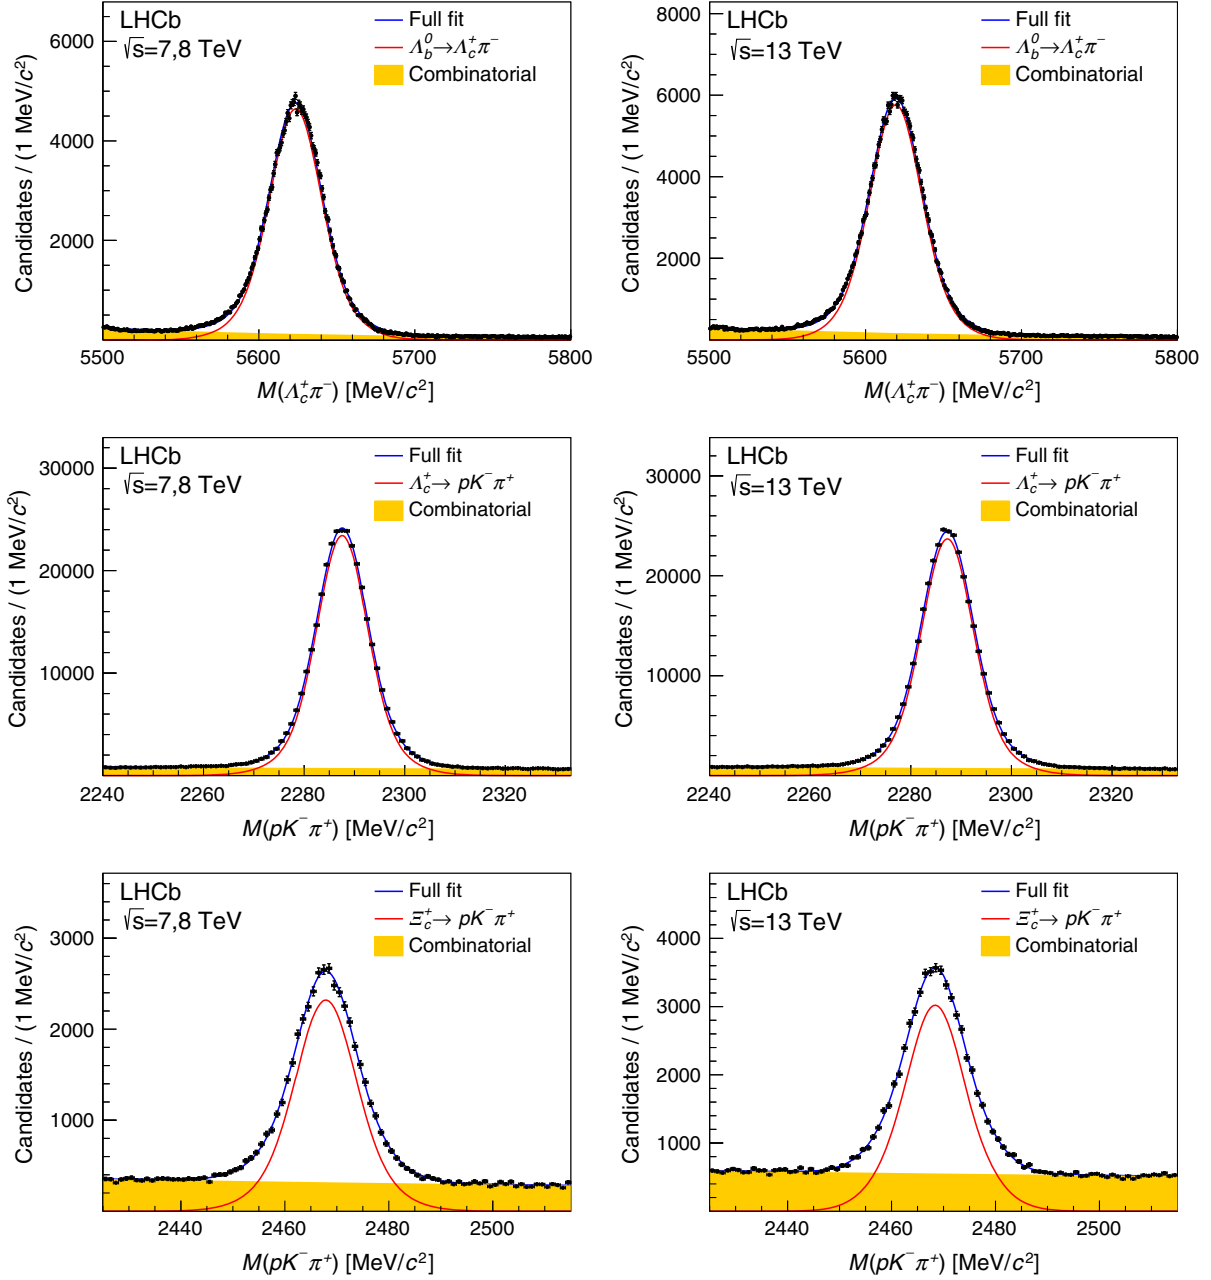 LHCb
√s=7,8 TeV
Full fit
Λb0→Λc+π−
Combinatorial
6000
4000
2000
Candidates / (1 MeV/c2)
5500 5600 5700 5800
M(Λc+π−) [MeV/c2]
LHCb
√s=13 TeV
Full fit
Λb0→Λc+π−
Combinatorial
8000
6000
4000
2000
Candidates / (1 MeV/c2)
5500 5600 5700 5800
M(Λc+π−) [MeV/c2]
LHCb
√s=7,8 TeV
Full fit
Λc+→ pK−π+
Combinatorial
30000
20000
10000
Candidates / (1 MeV/c2)
2240 2260 2280 2300 2320
M(pK−π+) [MeV/c2]
LHCb
√s=13 TeV
Full fit
Λc+→ pK−π+
Combinatorial
30000
20000
10000
Candidates / (1 MeV/c2)
2240 2260 2280 2300 2320
M(pK−π+) [MeV/c2]
LHCb
√s=7,8 TeV
Full fit
Ξc+→ pK−π+
Combinatorial
3000
2000
1000
Candidates / (1 MeV/c2)
2440 2460 2480 2500
M(pK−π+) [MeV/c2]
LHCb
√s=13 TeV
Full fit
Ξc+→ pK−π+
Combinatorial
4000
3000
2000
1000
Candidates / (1 MeV/c2)
2440 2460 2480 2500
M(pK−π+) [MeV/c2]